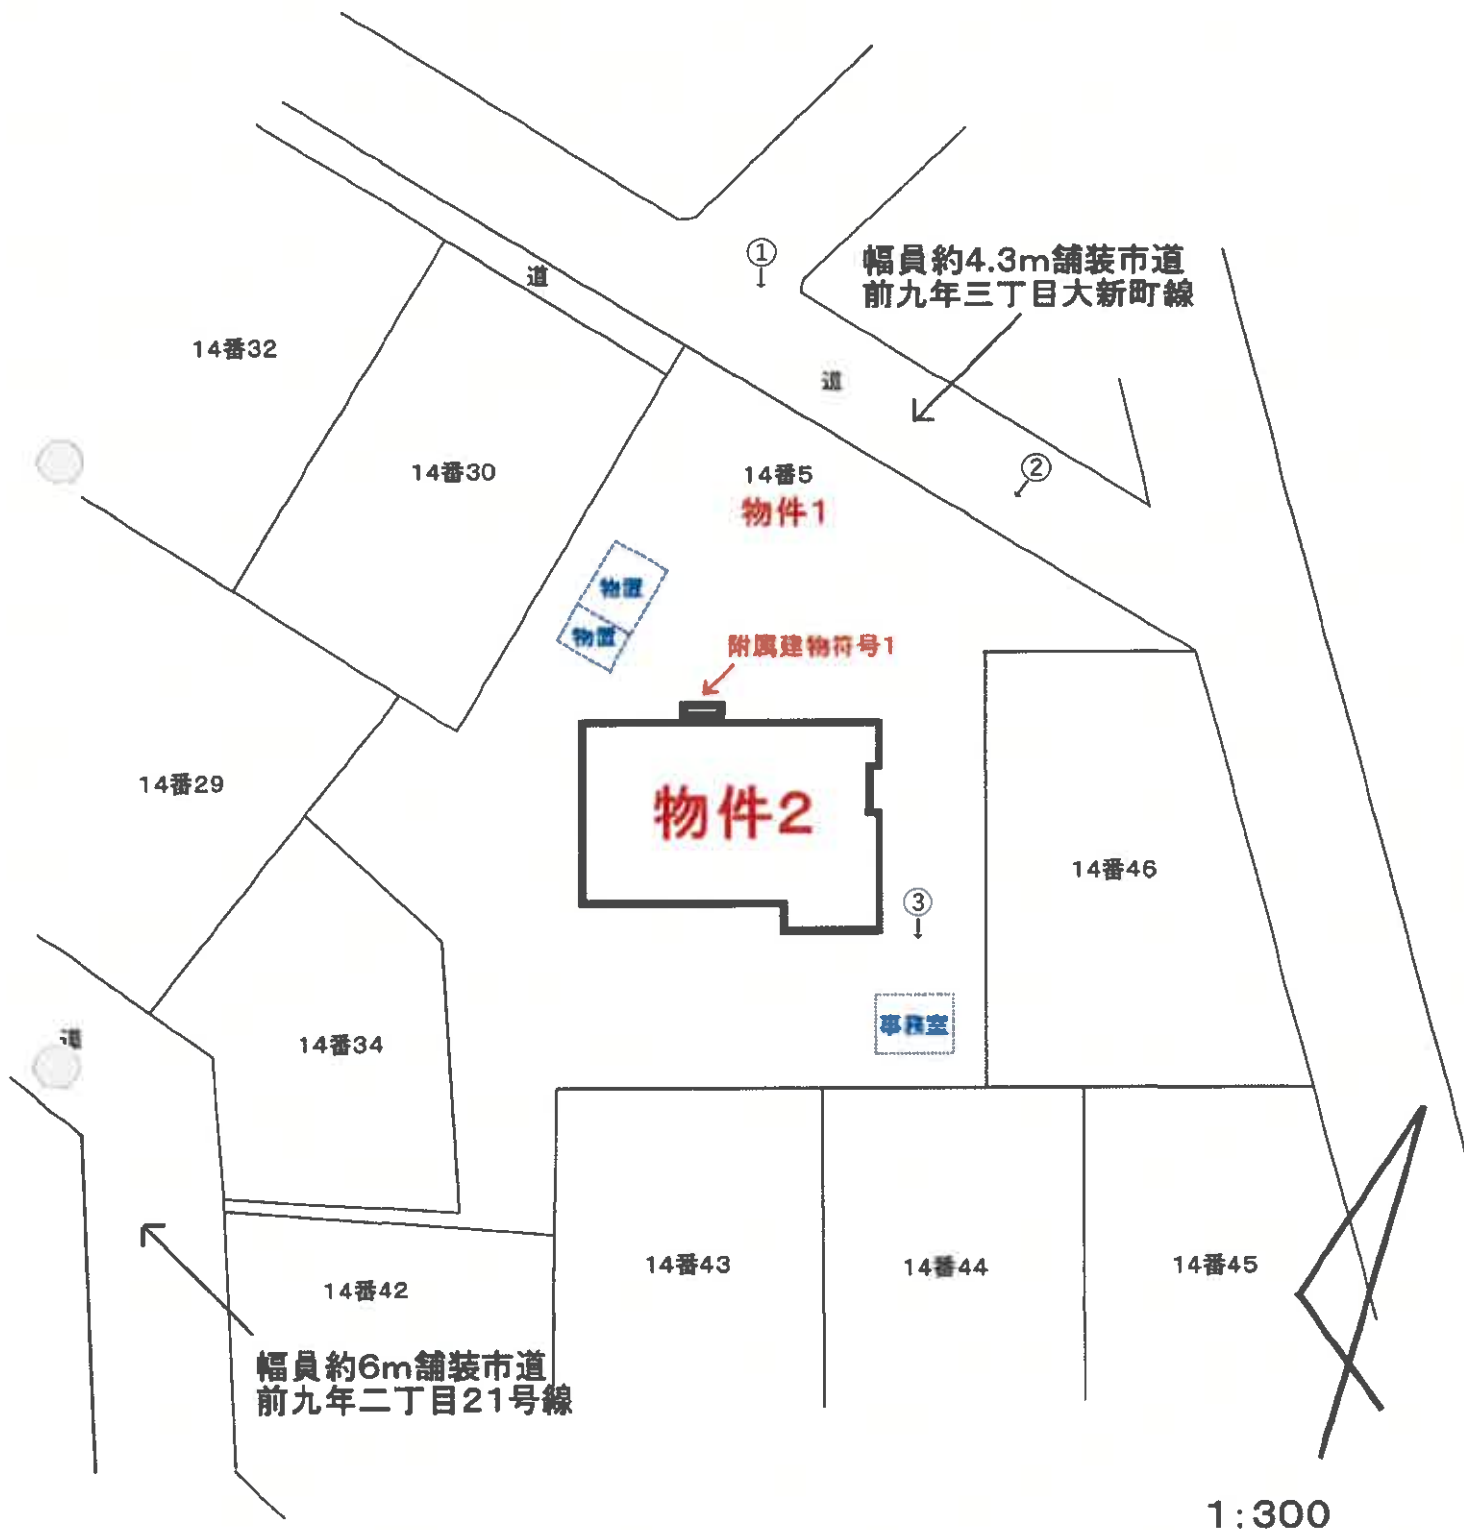 ①
幅員約4.3m舗装市道
前九年三丁目大新町線
道
14番32
道
②
14番30
14番5
物件1
物置
物置
附属建物符号1
14番29
物件2
14番46
③
事務室
道
14番34
14番43
14番44
14番45
14番42
幅員約6m舗装市道
前九年二丁目21号線
1:300